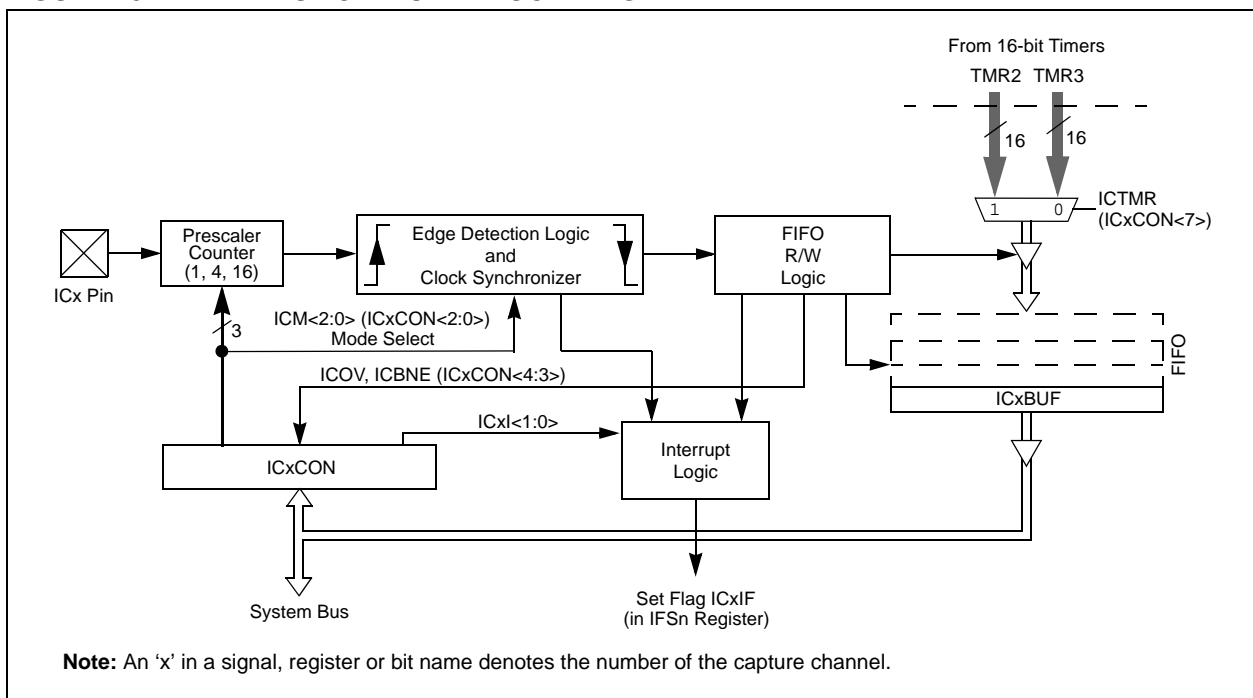 From 16-bit Timers
TMR2 TMR3
16 16
1 0
ICTMR
(ICxCON<7>)
Prescaler
Counter
(1, 4, 16)
Edge Detection Logic
and
Clock Synchronizer
FIFO
R/W
Logic
ICx Pin
3
ICM<2:0> (ICxCON<2:0>)
Mode Select
FIFO
ICOV, ICBNE (ICxCON<4:3>)
ICxBUF
ICxI<1:0>
Interrupt
Logic
ICxCON
System Bus
Set Flag ICxIF
(in IFSn Register)
Note: An ‘x’ in a signal, register or bit name denotes the number of the capture channel.